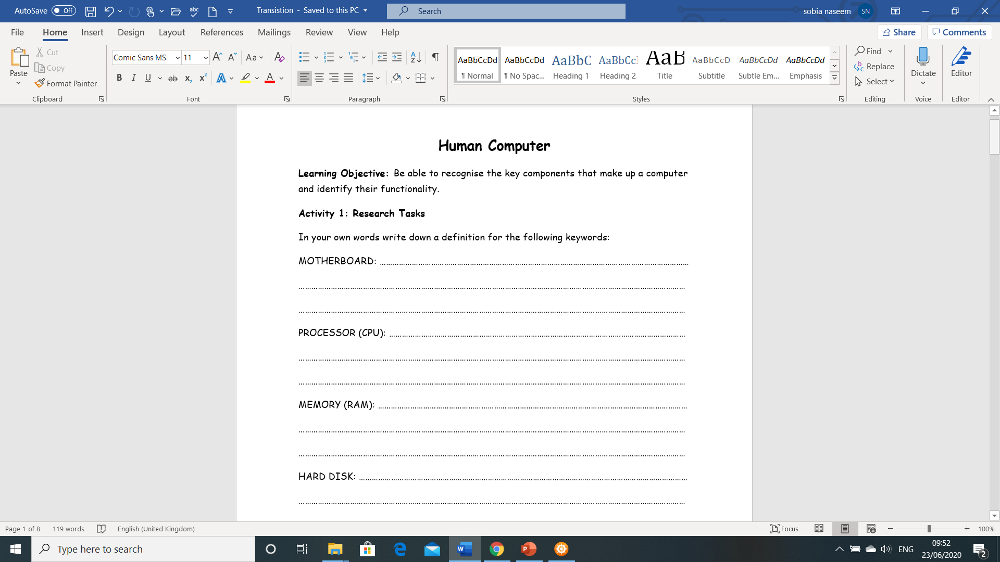 AutoSave Off Transistion - Saved to this PC Search sobia naseem SN
File Home Insert Design Layout References Mailings Review View Help Share Comments
Paste Cut Copy Format Painter Clipboard
Comic Sans MS 11 Aa Font
B I U ab x2 x2 A A
Paragraph
AaBbCcDd AaBbCcDd AaBbC AaBbCcI AaB AaBbCcD AaBbCcDd AaBbCcDd
¶ Normal ¶ No Spac... Heading 1 Heading 2 Title Subtitle Subtle Em... Emphasis
Styles
Find Replace Select Editing
Dictate Voice
Editor Editor
Human Computer
Learning Objective: Be able to recognise the key components that make up a computer
and identify their functionality.
Activity 1: Research Tasks
In your own words write down a definition for the following keywords:
MOTHERBOARD: ……………………………………………………………………………………
……………………………………………………………………………………
……………………………………………………………………………………
PROCESSOR (CPU): ……………………………………………………………………………………
……………………………………………………………………………………
……………………………………………………………………………………
MEMORY (RAM): ……………………………………………………………………………………
……………………………………………………………………………………
……………………………………………………………………………………
HARD DISK: ……………………………………………………………………………………
……………………………………………………………………………………
Page 1 of 8 119 words English (United Kingdom) Focus 100%
Type here to search ENG 09:52
23/06/2020 2